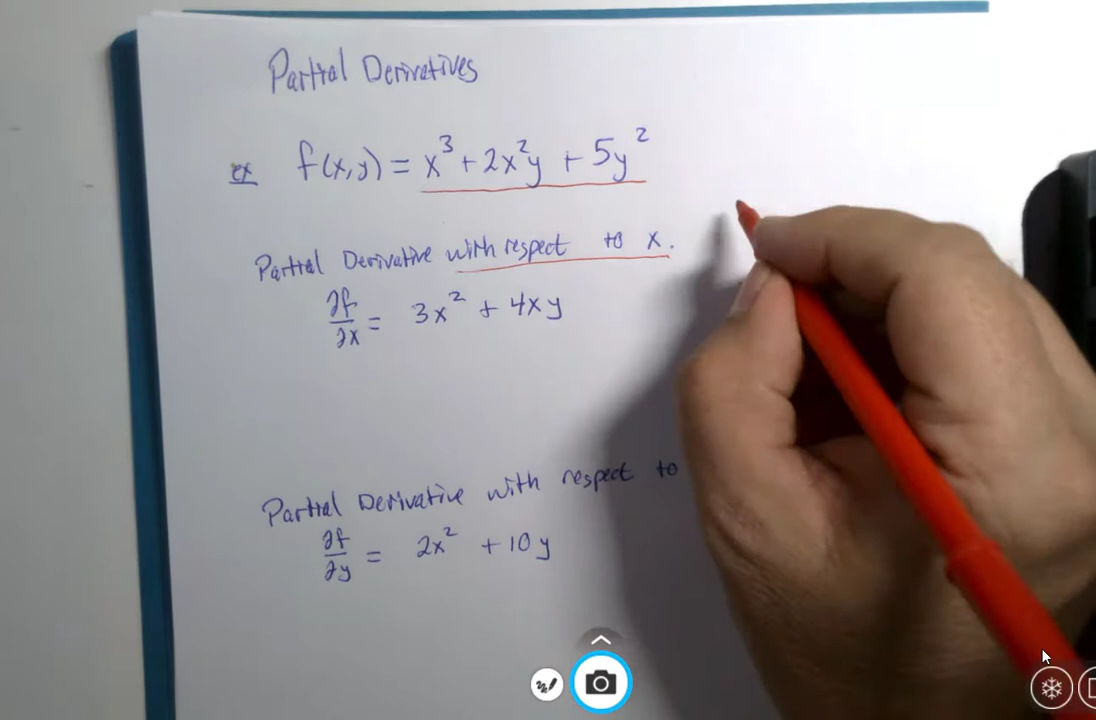 Partial Derivatives
ex f(x,y) = x³ + 2x²y + 5y²
Partial Derivative with respect to x.
∂f/∂x = 3x² + 4xy
Partial Derivative with respect to
∂f/∂y = 2x² + 10y